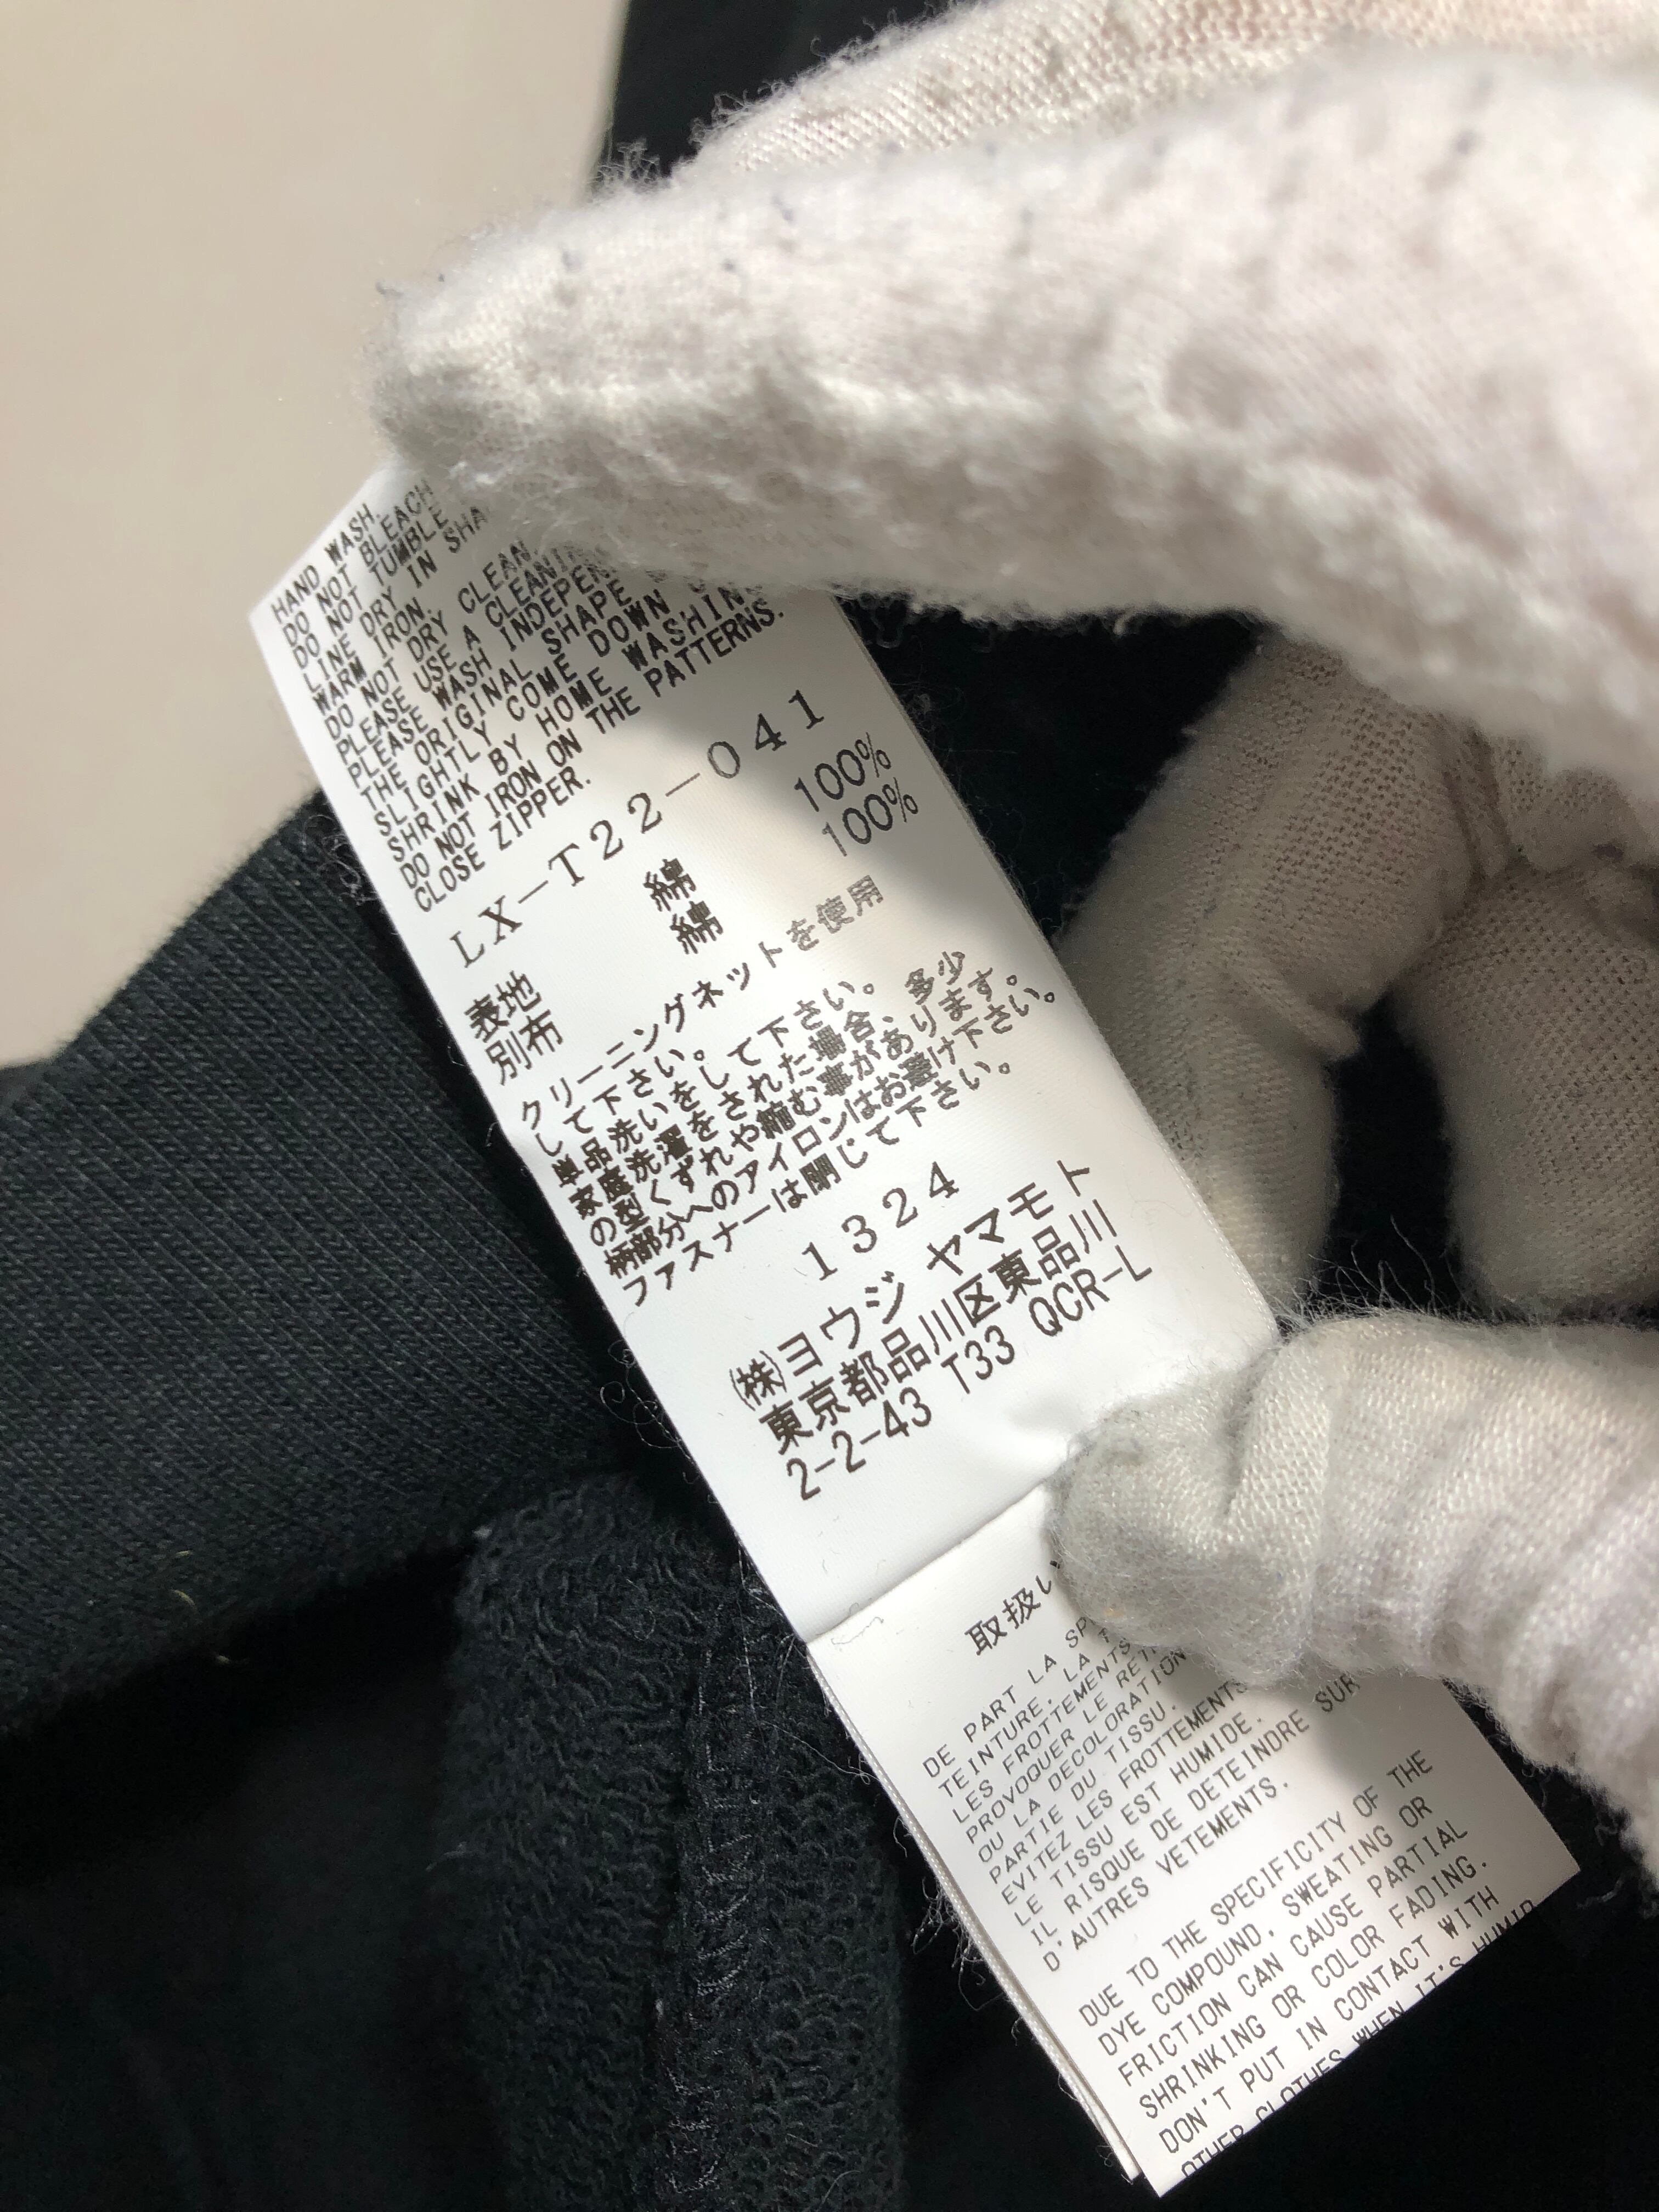 HAND WASH.
DO NOT BLEACH
DO NOT TUMBLE
LINE DRY IN SHA
WARM IRON.
DO NOT DRY CLEAN.
PLEASE USE A CLEANI
PLEASE WASH INDEPEN
THE ORIGINAL SHAPE
SLIGHTLY COME DOWN
SHRINK BY HOME WASHIN
DO NOT IRON ON THE PATTERNS.
CLOSE ZIPPER.
LX-T22-041
表地 綿 100%
別布 綿 100%
クリーニングネットを使用
して下さい。
単品洗いをして下さい。
家庭洗濯をされた場合、多少
の型くずれや縮む事があります。
柄部分へのアイロンはお避け下さい。
ファスナーは閉じて下さい。
1324
(株)ヨウジ ヤマモト
東京都品川区東品川
2-2-43 T33 QCR-L
取扱い
DE PART LA SP
TEINTURE, LA
LES FROTTEMENTS
PROVOQUER LE RET
OU LA DECOLORATION
PARTIE DU TISSU.
EVITEZ LES FROTTEMENTS
LE TISSU EST HUMIDE.
IL RISQUE DE DETEINDRE SUR
D'AUTRES VETEMENTS.
DUE TO THE SPECIFICITY OF THE
DYE COMPOUND, SWEATING OR
FRICTION CAN CAUSE PARTIAL
SHRINKING OR COLOR FADING.
DON'T PUT IN CONTACT WITH
OTHER CLOTHES WHEN IT'S HUMID